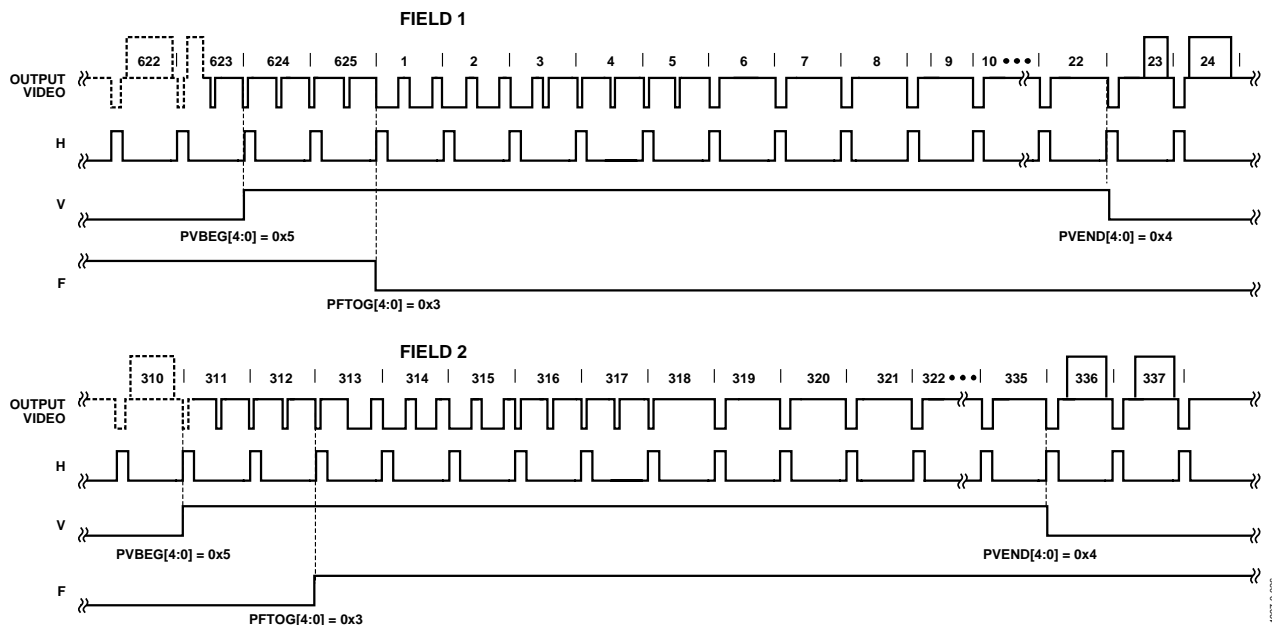 FIELD 1
622 623 624 625 1 2 3 4 5 6 7 8 9 10 ••• 22 23 24
OUTPUT
VIDEO
H
V
PVBEG[4:0] = 0x5 PVEND[4:0] = 0x4
F
PFTOG[4:0] = 0x3
FIELD 2
310 311 312 313 314 315 316 317 318 319 320 321 322 ••• 335 336 337
OUTPUT
VIDEO
H
V
PVBEG[4:0] = 0x5 PVEND[4:0] = 0x4
F
PFTOG[4:0] = 0x3